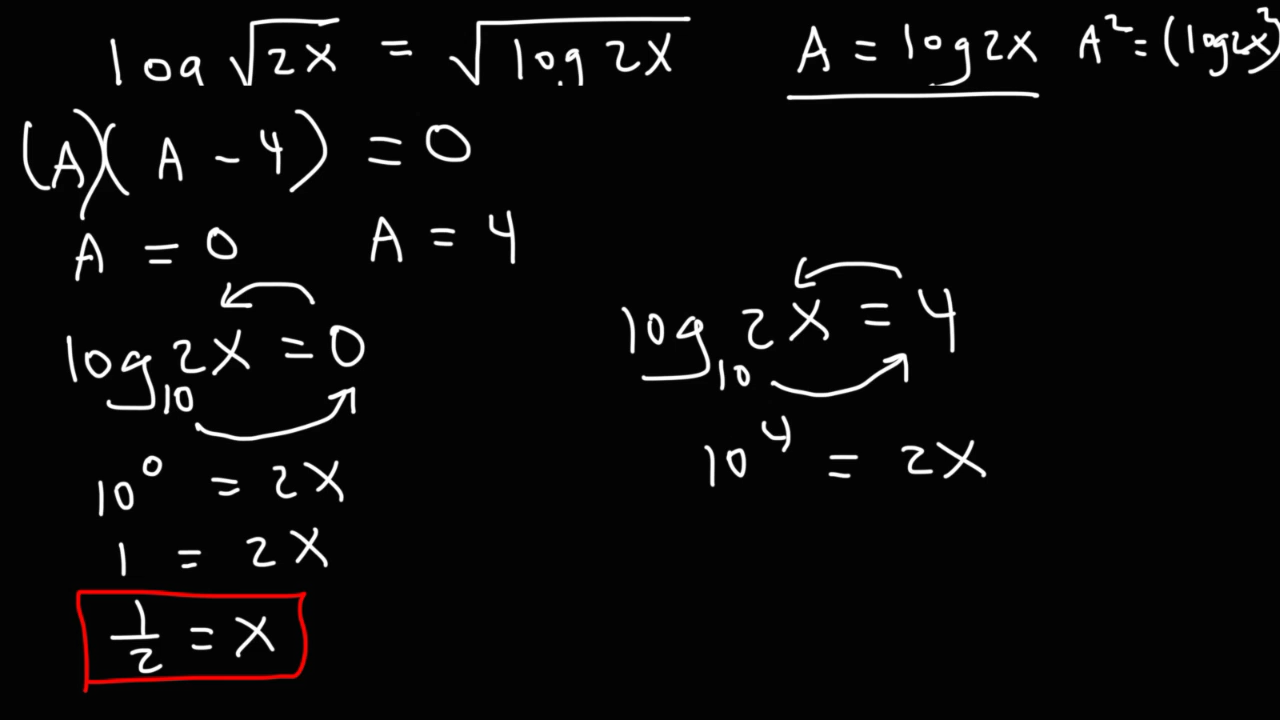 log √2x = √log 2x   A = log 2x   A² = (log 2x)²
(A)(A - 4) = 0
A = 0   A = 4
log₁₀ 2x = 0   log₁₀ 2x = 4
10⁰ = 2x   10⁴ = 2x
1 = 2x
1/2 = x